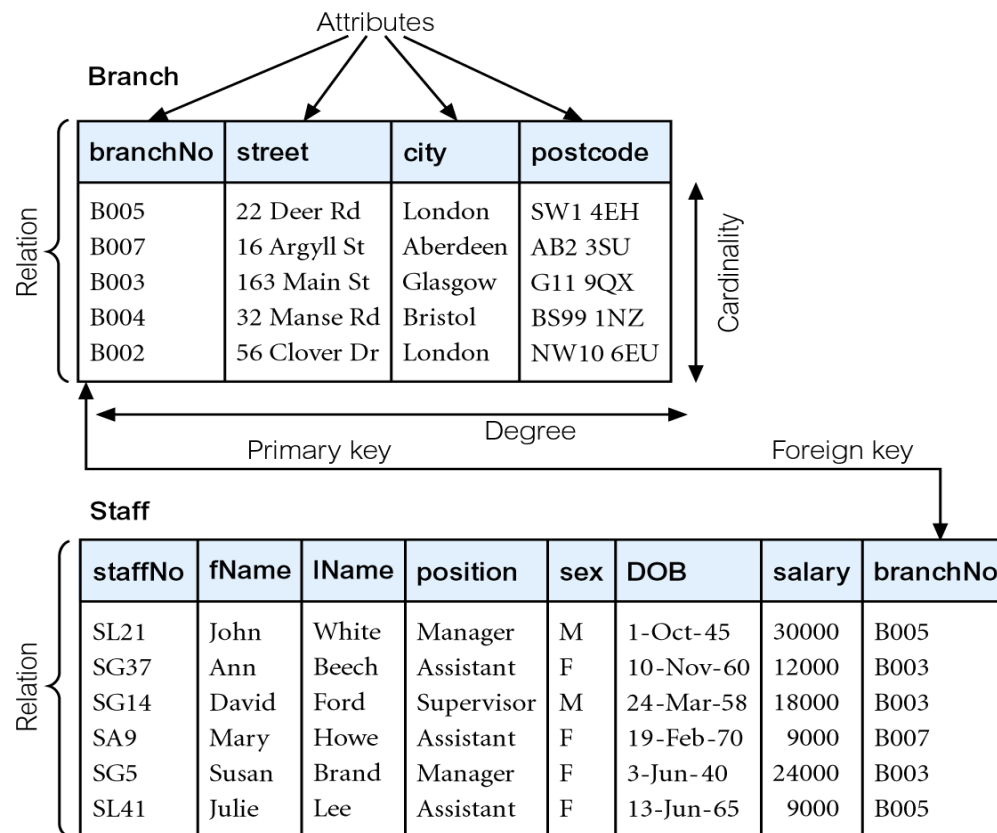 Attributes
Branch
branchNo street city postcode
B005 22 Deer Rd London SW1 4EH
B007 16 Argyll St Aberdeen AB2 3SU
B003 163 Main St Glasgow G11 9QX
B004 32 Manse Rd Bristol BS99 1NZ
B002 56 Clover Dr London NW10 6EU
Relation
Cardinality
Degree
Primary key Foreign key
Staff
staffNo fName lName position sex DOB salary branchNo
SL21 John White Manager M 1-Oct-45 30000 B005
SG37 Ann Beech Assistant F 10-Nov-60 12000 B003
SG14 David Ford Supervisor M 24-Mar-58 18000 B003
SA9 Mary Howe Assistant F 19-Feb-70 9000 B007
SG5 Susan Brand Manager F 3-Jun-40 24000 B003
SL41 Julie Lee Assistant F 13-Jun-65 9000 B005
Relation